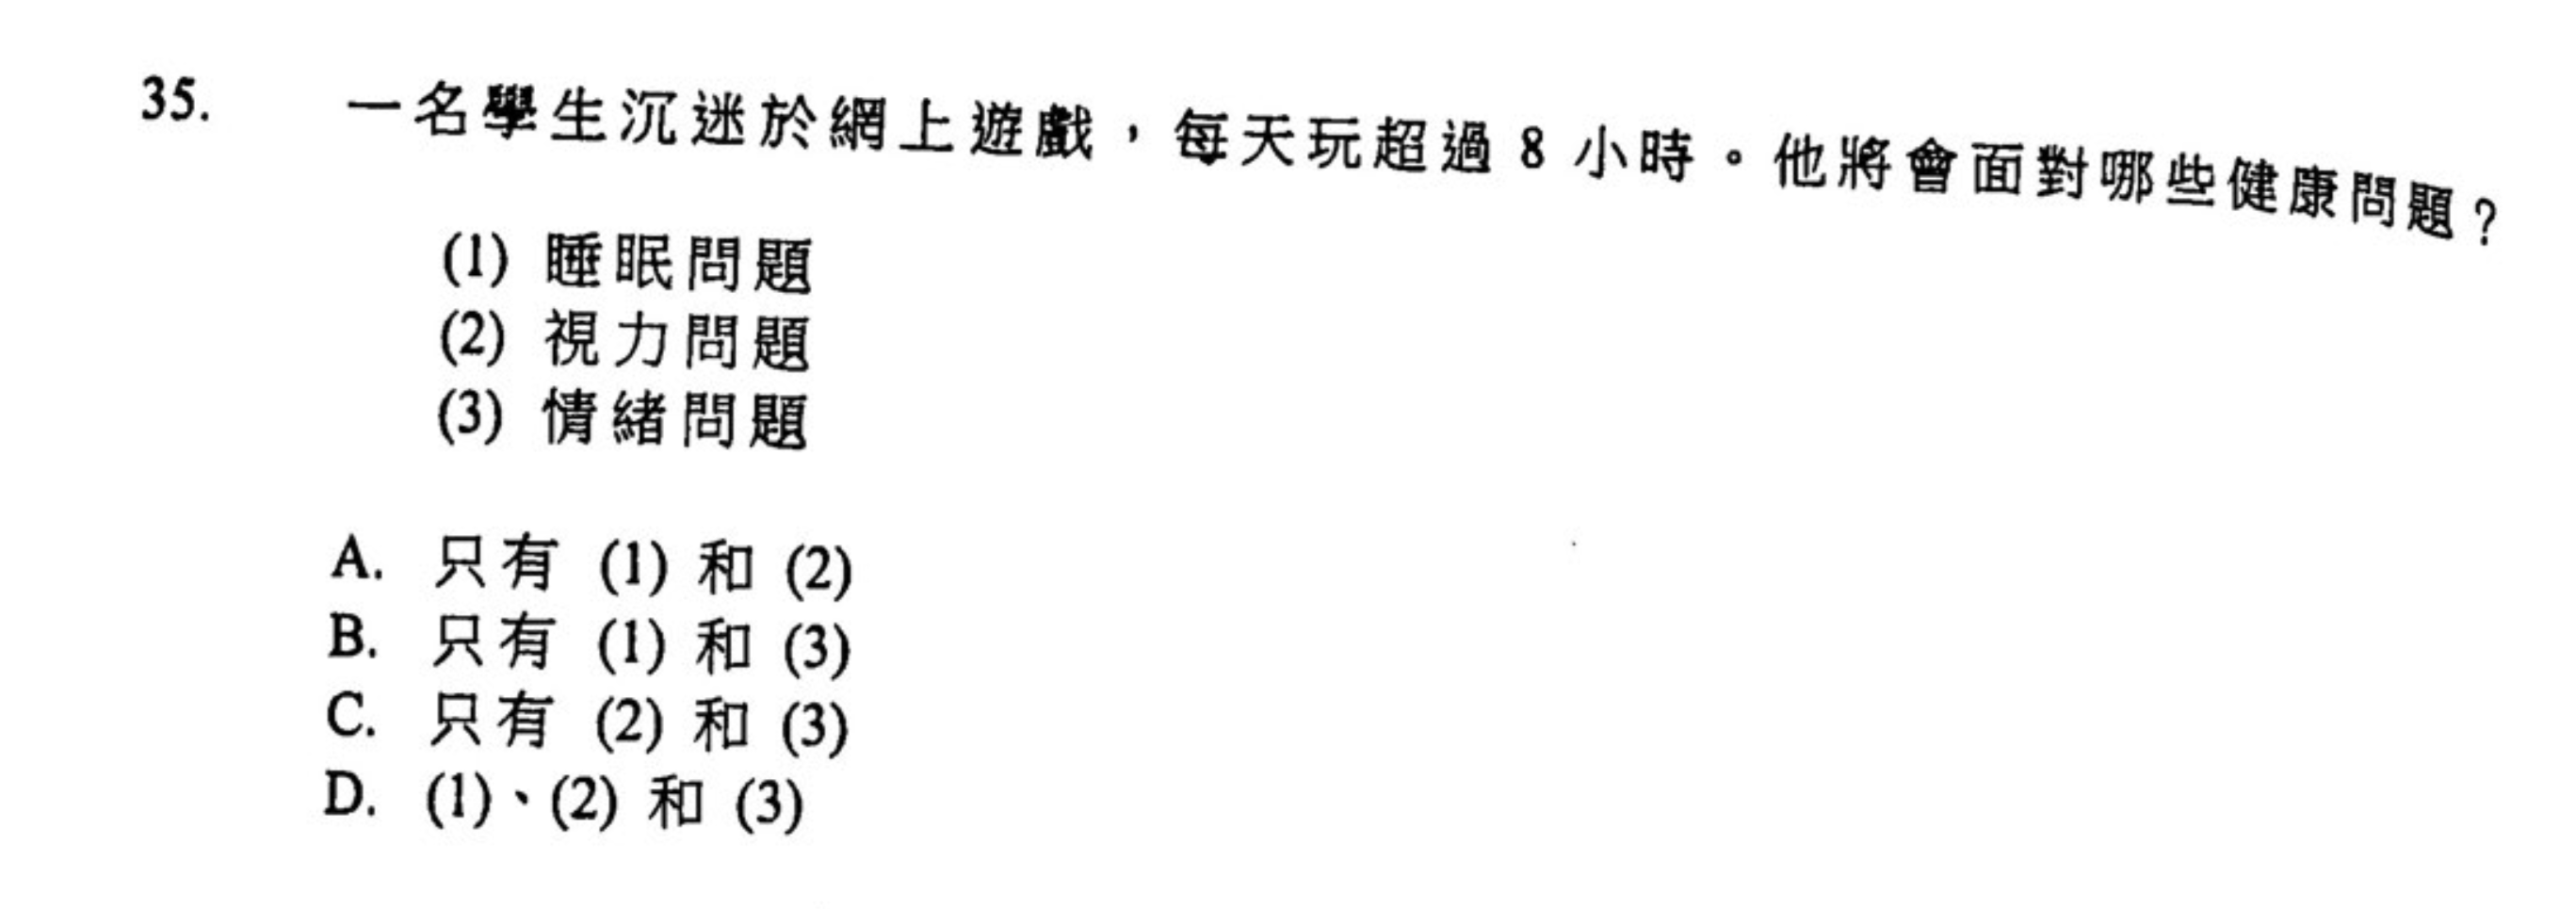 35. 一名學生沉迷於網上遊戲，每天玩超過 8 小時。他將會面對哪些健康問題？
(1) 睡眠問題
(2) 視力問題
(3) 情緒問題
A. 只有 (1) 和 (2)
B. 只有 (1) 和 (3)
C. 只有 (2) 和 (3)
D. (1)、(2) 和 (3)